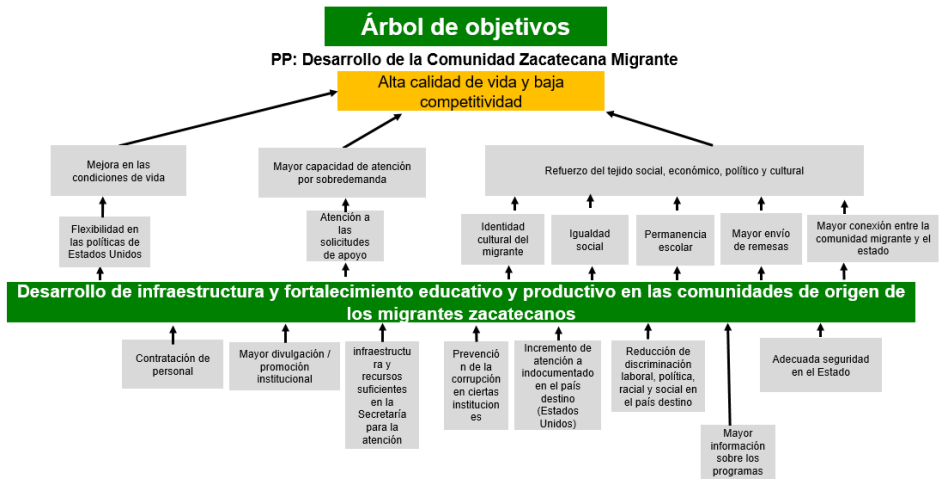 Árbol de objetivos
PP: Desarrollo de la Comunidad Zacatecana Migrante
Alta calidad de vida y baja
competitividad
Mejora en las
condiciones de vida
Mayor capacidad de atención
por sobredemanda
Refuerzo del tejido social, económico, político y cultural
Flexibilidad en
las políticas de
Estados Unidos
Atención a
las
solicitudes
de apoyo
Identidad
cultural del
migrante
Igualdad
social
Permanencia
escolar
Mayor envío
de remesas
Mayor conexión entre la
comunidad migrante y el
estado
Desarrollo de infraestructura y fortalecimiento educativo y productivo en las comunidades de origen de
los migrantes zacatecanos
Contratación de
personal
Mayor divulgación /
promoción
institucional
infraestructu
ra y
recursos
suficientes
en la
Secretaría
para la
atención
Prevenció
n de la
corrupción
en ciertas
institucion
es
Incremento de
atención a
indocumentado
en el país
destino
(Estados
Unidos)
Reducción de
discriminación
laboral, política,
racial y social en
el país destino
Mayor
información
sobre los
programas
Adecuada seguridad
en el Estado